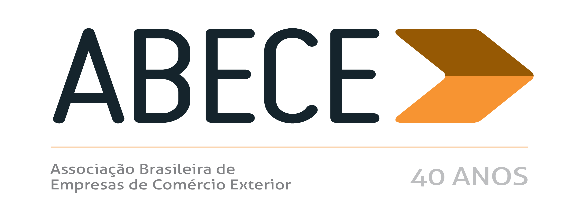 ABECE
Associação Brasileira de
Empresas de Comércio Exterior
40 ANOS